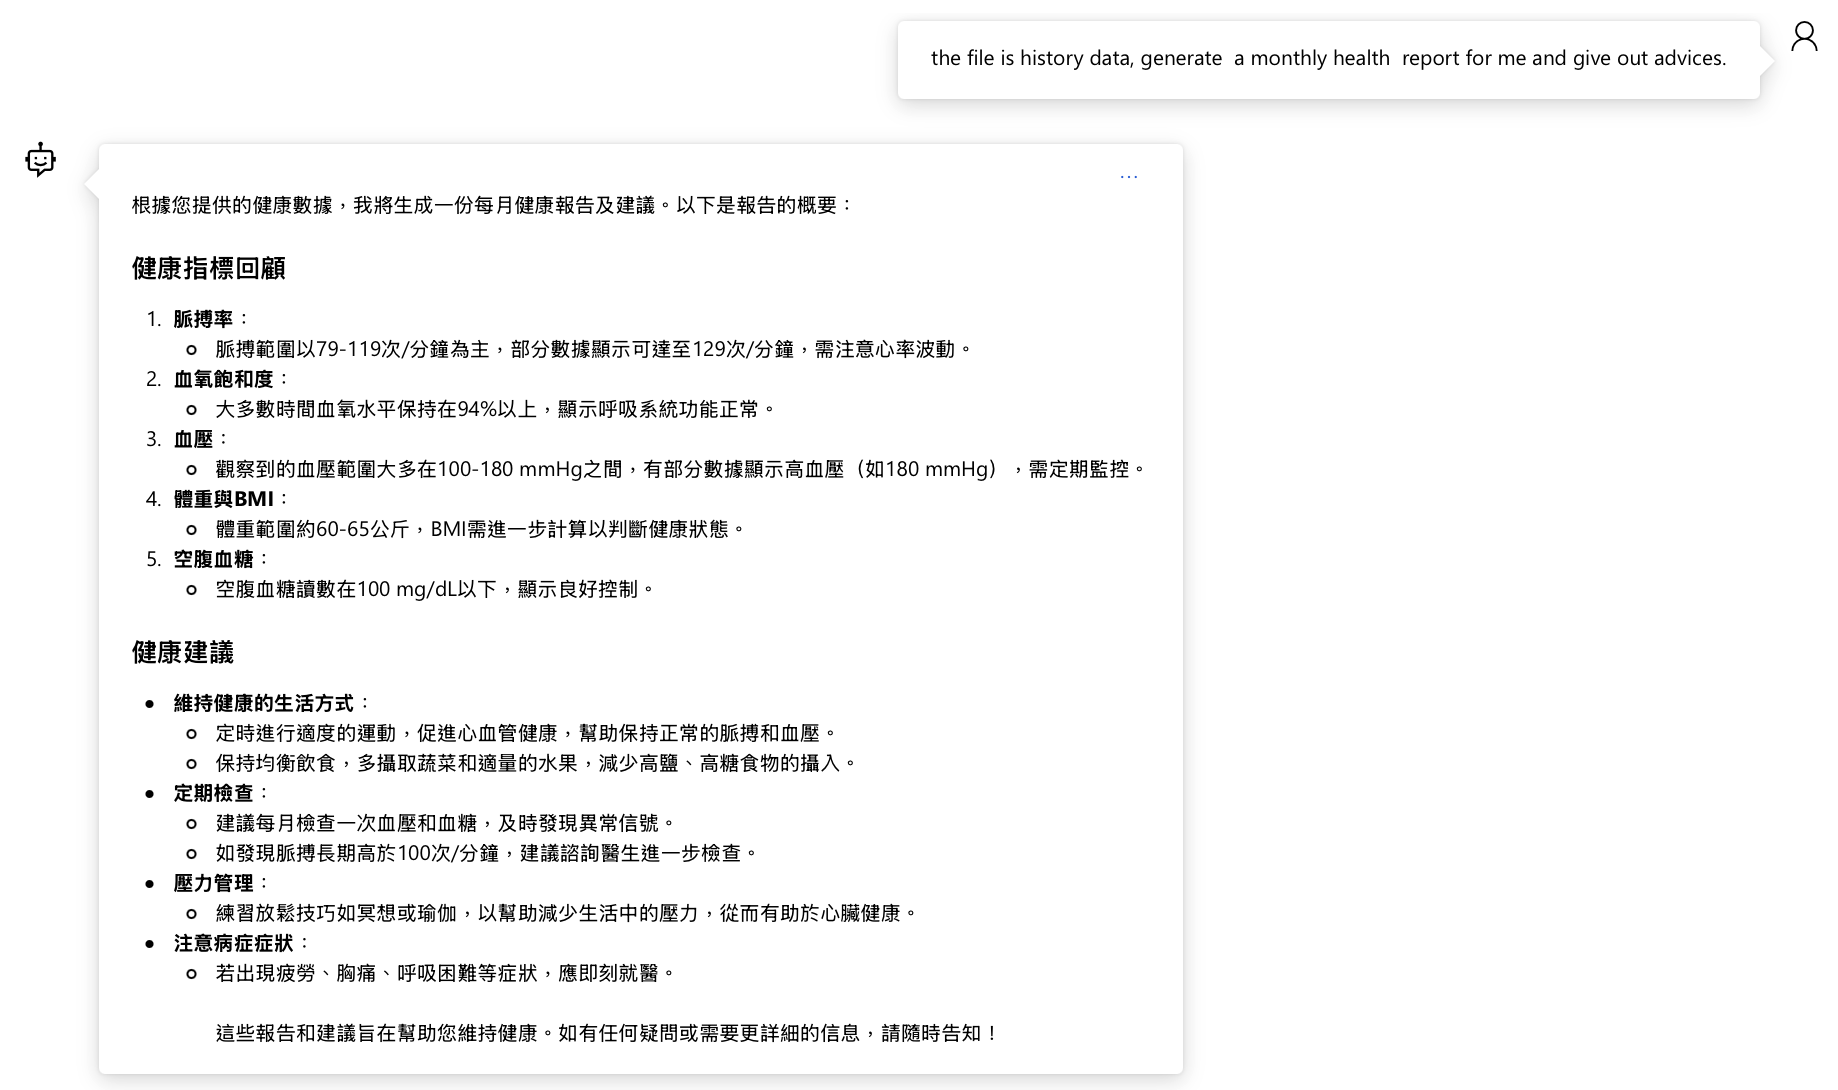 the file is history data, generate  a monthly health  report for me and give out advices.
...
根據您提供的健康數據，我將生成一份每月健康報告及建議。以下是報告的概要：
健康指標回顧
1. 脈搏率：
脈搏範圍以79-119次/分鐘為主，部分數據顯示可達至129次/分鐘，需注意心率波動。
2. 血氧飽和度：
大多數時間血氧水平保持在94%以上，顯示呼吸系統功能正常。
3. 血壓：
觀察到的血壓範圍大多在100-180 mmHg之間，有部分數據顯示高血壓（如180 mmHg），需定期監控。
4. 體重與BMI：
體重範圍約60-65公斤，BMI需進一步計算以判斷健康狀態。
5. 空腹血糖：
空腹血糖讀數在100 mg/dL以下，顯示良好控制。
健康建議
維持健康的生活方式：
定時進行適度的運動，促進心血管健康，幫助保持正常的脈搏和血壓。
保持均衡飲食，多攝取蔬菜和適量的水果，減少高鹽、高糖食物的攝入。
定期檢查：
建議每月檢查一次血壓和血糖，及時發現異常信號。
如發現脈搏長期高於100次/分鐘，建議諮詢醫生進一步檢查。
壓力管理：
練習放鬆技巧如冥想或瑜伽，以幫助減少生活中的壓力，從而有助於心臟健康。
注意病症症狀：
若出現疲勞、胸痛、呼吸困難等症狀，應即刻就醫。
這些報告和建議旨在幫助您維持健康。如有任何疑問或需要更詳細的信息，請隨時告知！